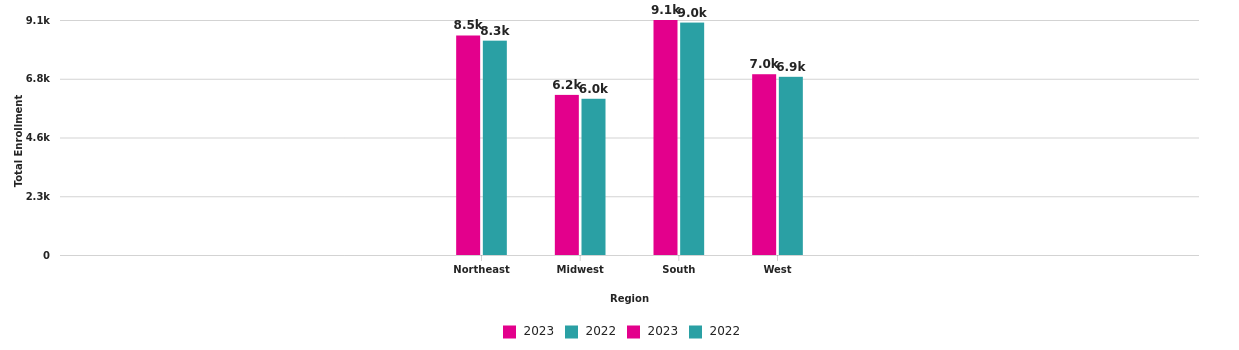 9.1k
6.8k
4.6k
2.3k
0
Total Enrollment
8.5k 8.3k
6.2k 6.0k
9.1k 9.0k
7.0k 6.9k
Northeast Midwest South West
Region
2023 2022 2023 2022